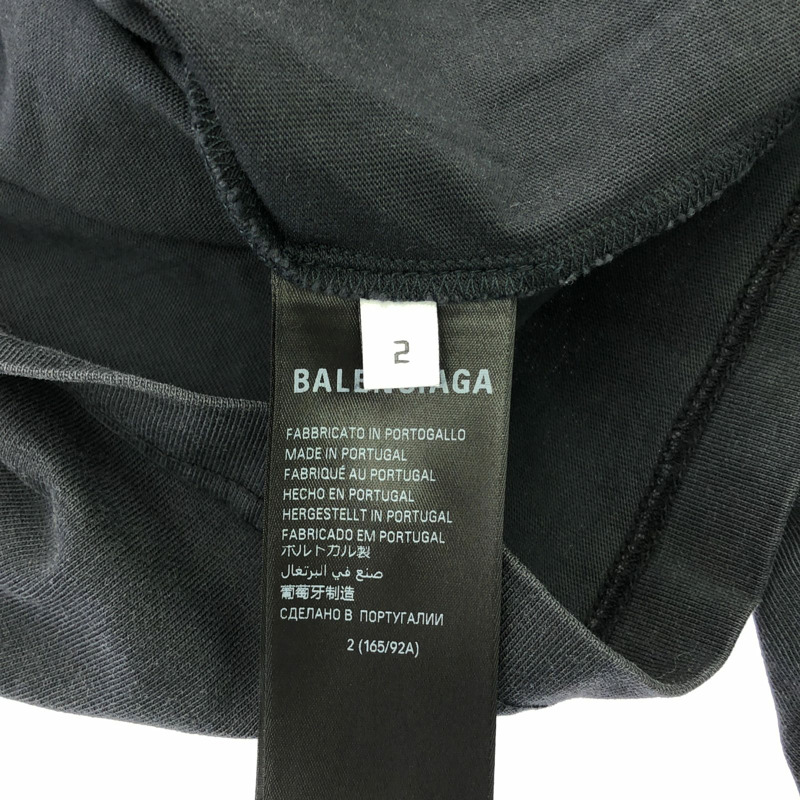 2
BALENCIAGA
FABBRICATO IN PORTOGALLO
MADE IN PORTUGAL
FABRIQUÉ AU PORTUGAL
HECHO EN PORTUGAL
HERGESTELLT IN PORTUGAL
FABRICADO EM PORTUGAL
ポルトカル製
صنع في البرتغال
葡萄牙制造
СДЕЛАНО В ПОРТУГАЛИИ
2 (165/92A)